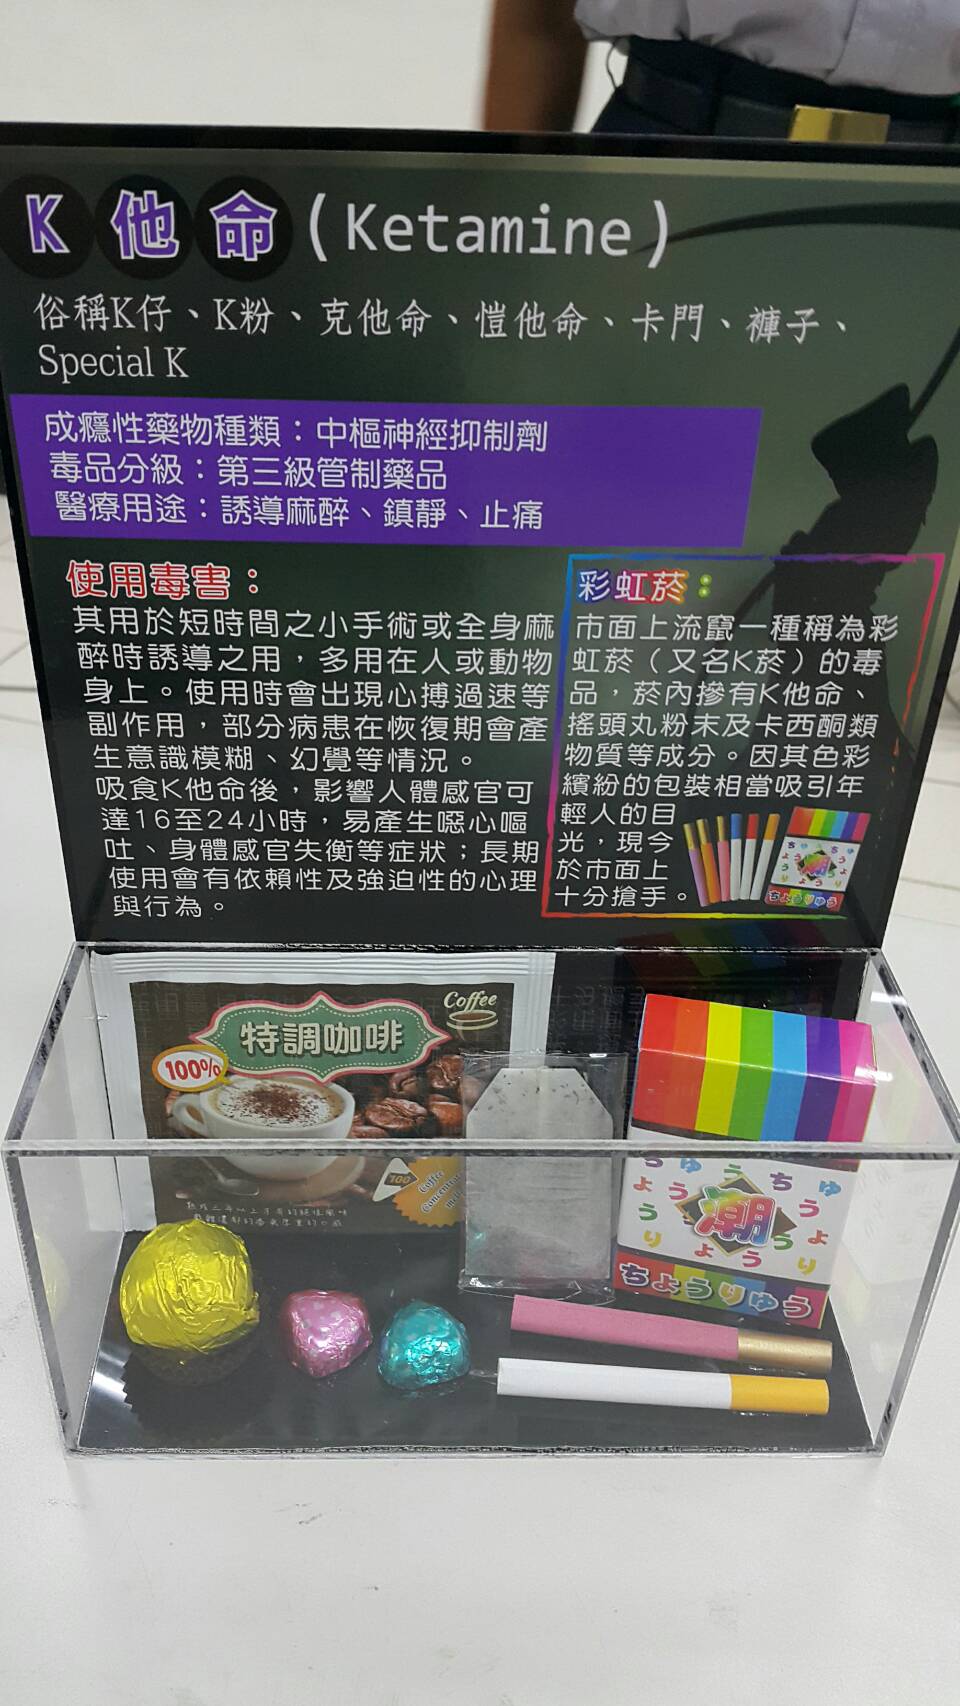 K他命(Ketamine)
俗稱K仔、K粉、克他命、愷他命、卡門、褲子、
Special K
成癮性藥物種類：中樞神經抑制劑
毒品分級：第三級管制藥品
醫療用途：誘導麻醉、鎮靜、止痛
使用毒害：
其用於短時間之小手術或全身麻
醉時誘導之用，多用在人或動物
身上。使用時會出現心搏過速等
副作用，部分病患在恢復期會產
生意識模糊、幻覺等情況。
吸食K他命後，影響人體感官可
達16至24小時，易產生噁心嘔
吐、身體感官失衡等症狀；長期
使用會有依賴性及強迫性的心理
與行為。
彩虹菸：
市面上流竄一種稱為彩
虹菸（又名K菸）的毒
品，菸內摻有K他命、
搖頭丸粉末及卡西酮類
物質等成分。因其色彩
繽紛的包裝相當吸引年
輕人的目
光，現今
於市面上
十分搶手。
潮
ちようりゆう
Coffee
特調咖啡
100%
100
Coffee
潮
ちようりゆう